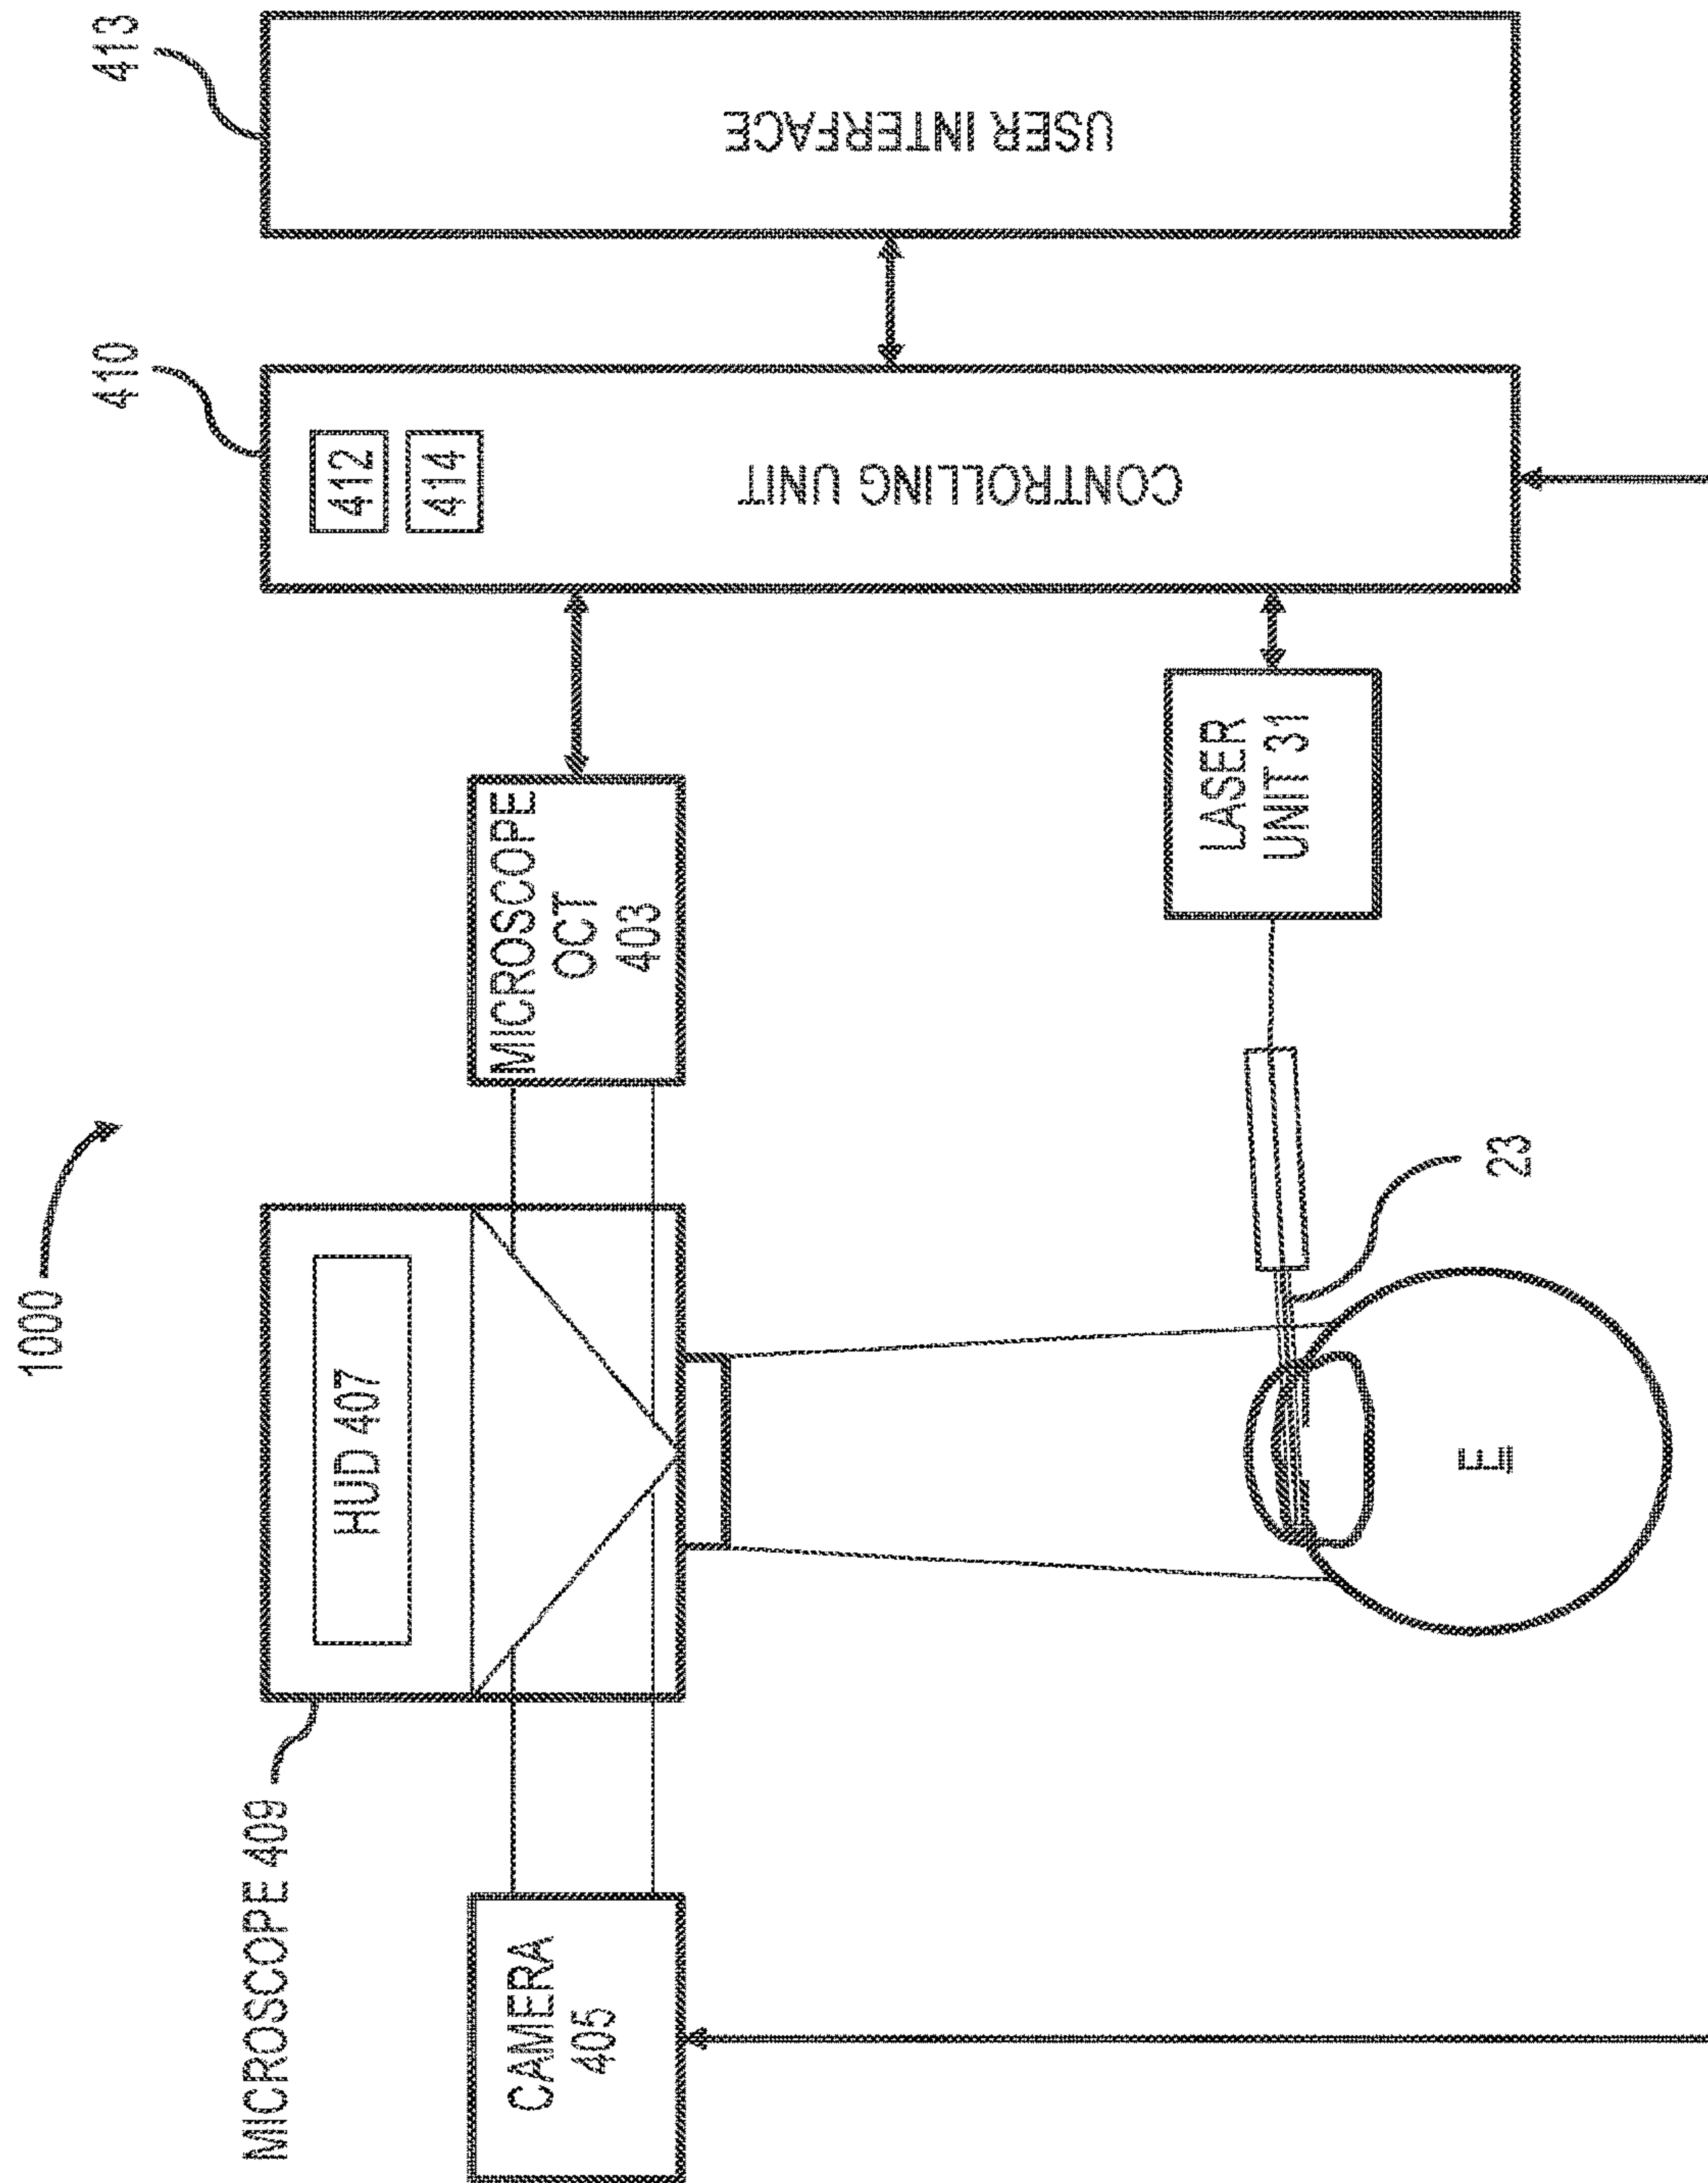 1000
MICROSCOPE 409
HUD 407
CAMERA
405
MICROSCOPE
OCT
403
410
412
414
CONTROLLING UNIT
413
USER INTERFACE
LASER
UNIT 31
23
E